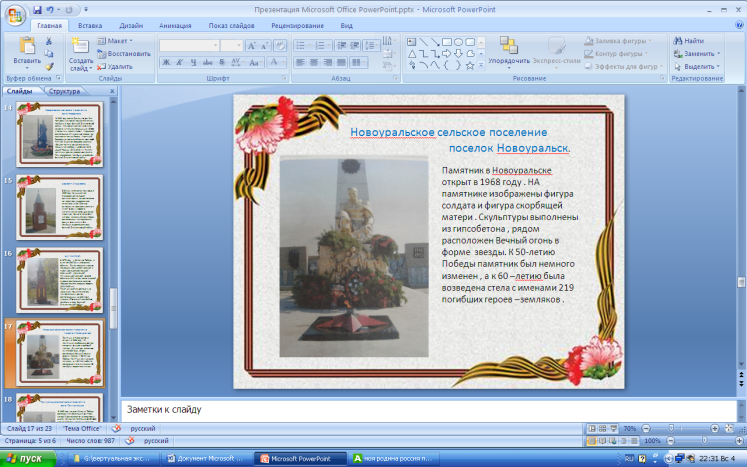 Презентация Microsoft Office PowerPoint.pptx - Microsoft PowerPoint
Главная Вставка Дизайн Анимация Показ слайдов Рецензирование Вид
Вставить
Создать слайд
Макет
Восстановить
Удалить
Ж К Ч
Упорядочить
Экспресс-стили
Заливка фигуры
Контур фигуры
Эффекты для фигур
Найти
Заменить
Выделить
Буфер обмена Слайды Шрифт Абзац Рисование Редактирование
Слайды Структура
14
15
16
17
18
Новоуральское сельское поселение
поселок Новоуральск.
Памятник в Новоуральске
открыт в 1968 году . НА
памятнике изображены фигура
солдата и фигура скорбящей
матери . Скульптуры выполнены
из гипсобетона , рядом
расположен Вечный огонь в
форме звезды. К 50-летию
Победы памятник был немного
изменен , а к 60 –летию была
возведена стела с именами 219
погибших героев –земляков .
Заметки к слайду
Слайд 17 из 23 "Тема Office" русский 70%
Страница: 5 из 6 Число слов: 987 русский 100%
пуск G:\вертуальная экс... Документ Microsoft ... Microsoft PowerPoint моя родина россия п... RU 22:31 Вс 4